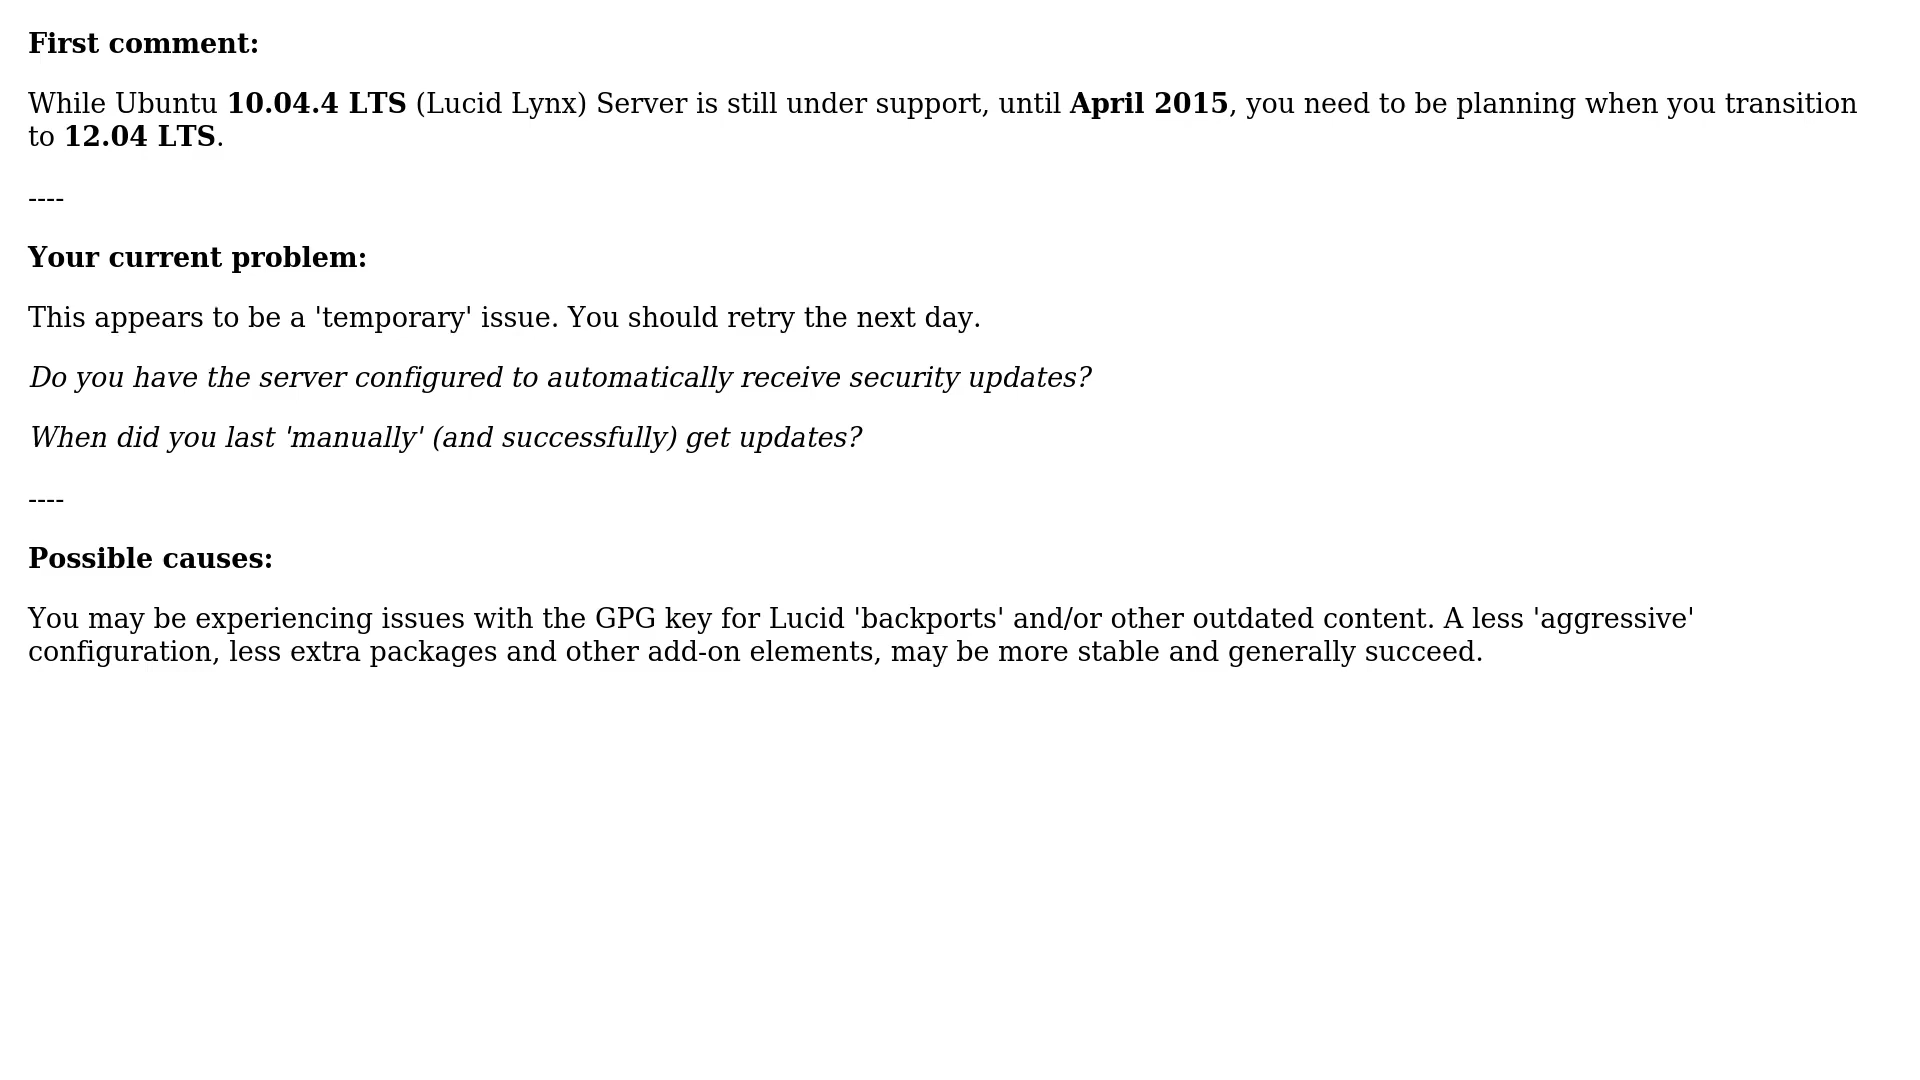 First comment:
While Ubuntu 10.04.4 LTS (Lucid Lynx) Server is still under support, until April 2015, you need to be planning when you transition
to 12.04 LTS.
----
Your current problem:
This appears to be a 'temporary' issue. You should retry the next day.
Do you have the server configured to automatically receive security updates?
When did you last 'manually' (and successfully) get updates?
----
Possible causes:
You may be experiencing issues with the GPG key for Lucid 'backports' and/or other outdated content. A less 'aggressive'
configuration, less extra packages and other add-on elements, may be more stable and generally succeed.